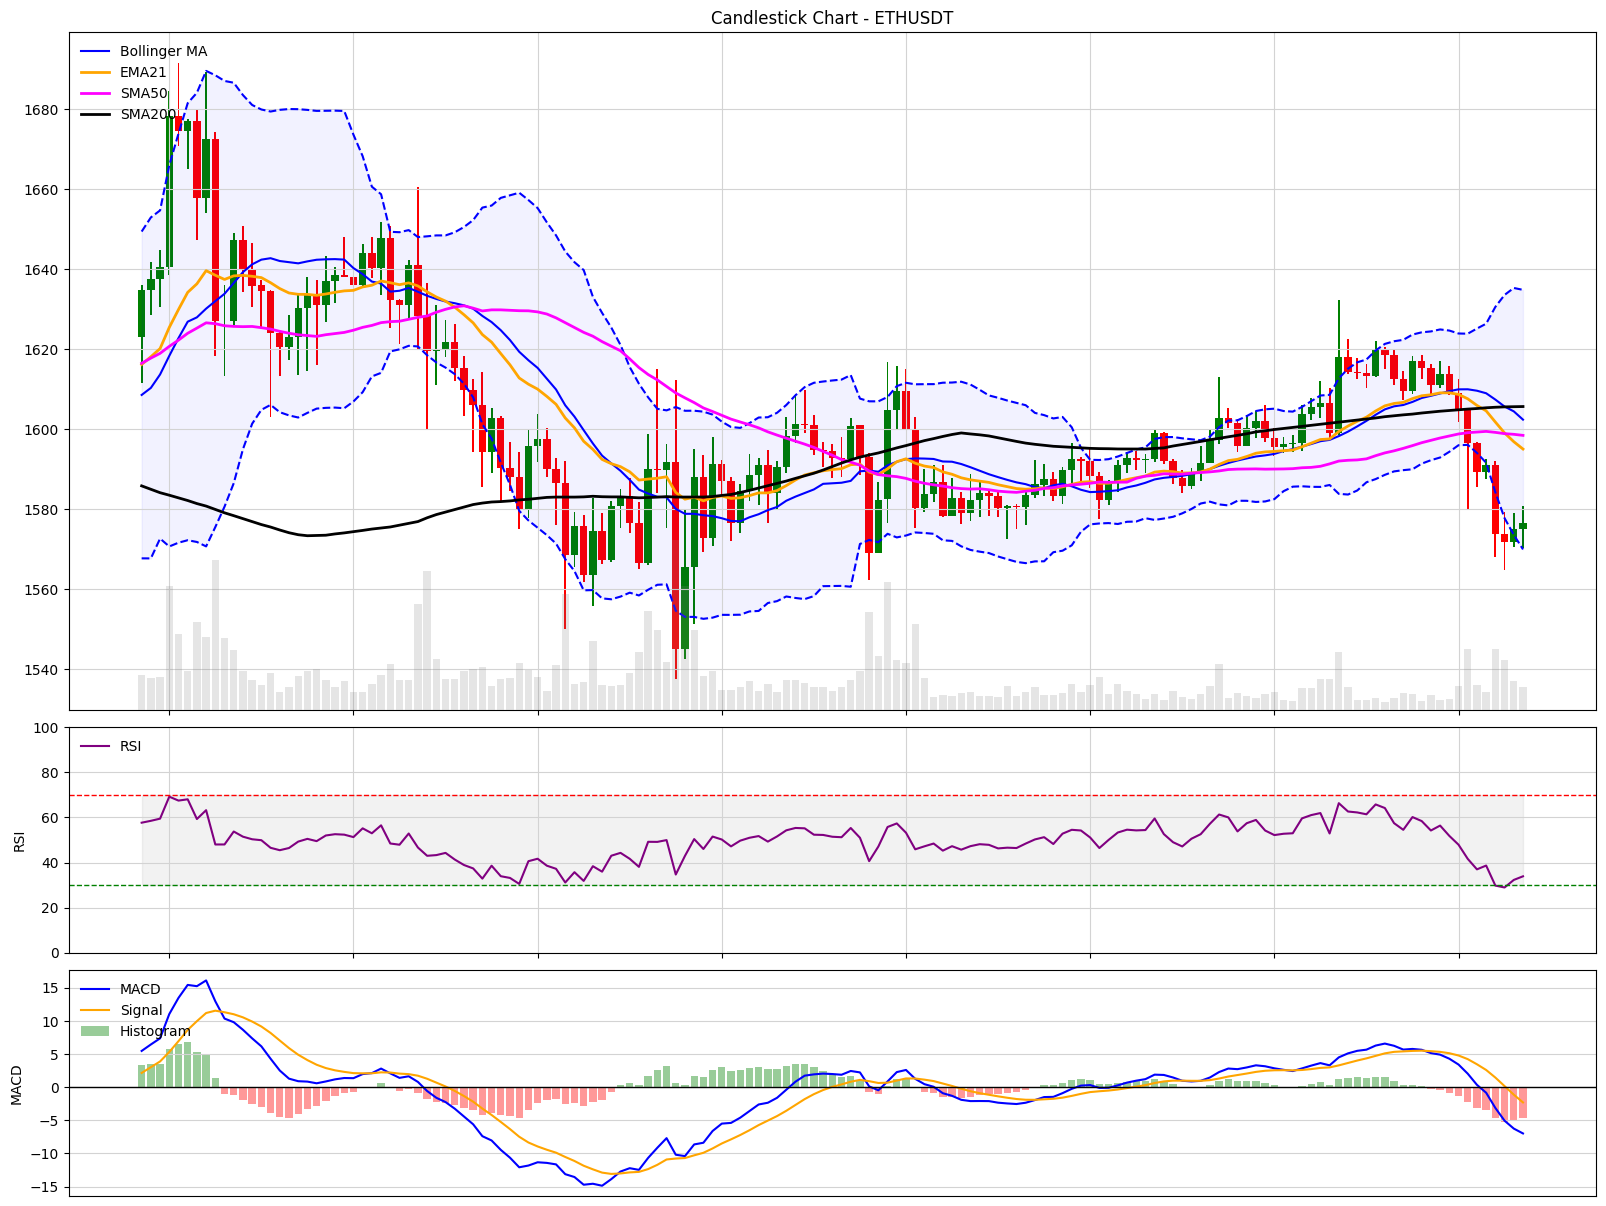 Candlestick Chart - ETHUSDT
Bollinger MA
EMA21
SMA50
SMA200
1680
1660
1640
1620
1600
1580
1560
1540
RSI
100
80
60
40
20
0
RSI
MACD
Signal
Histogram
15
10
5
0
−5
−10
−15
MACD